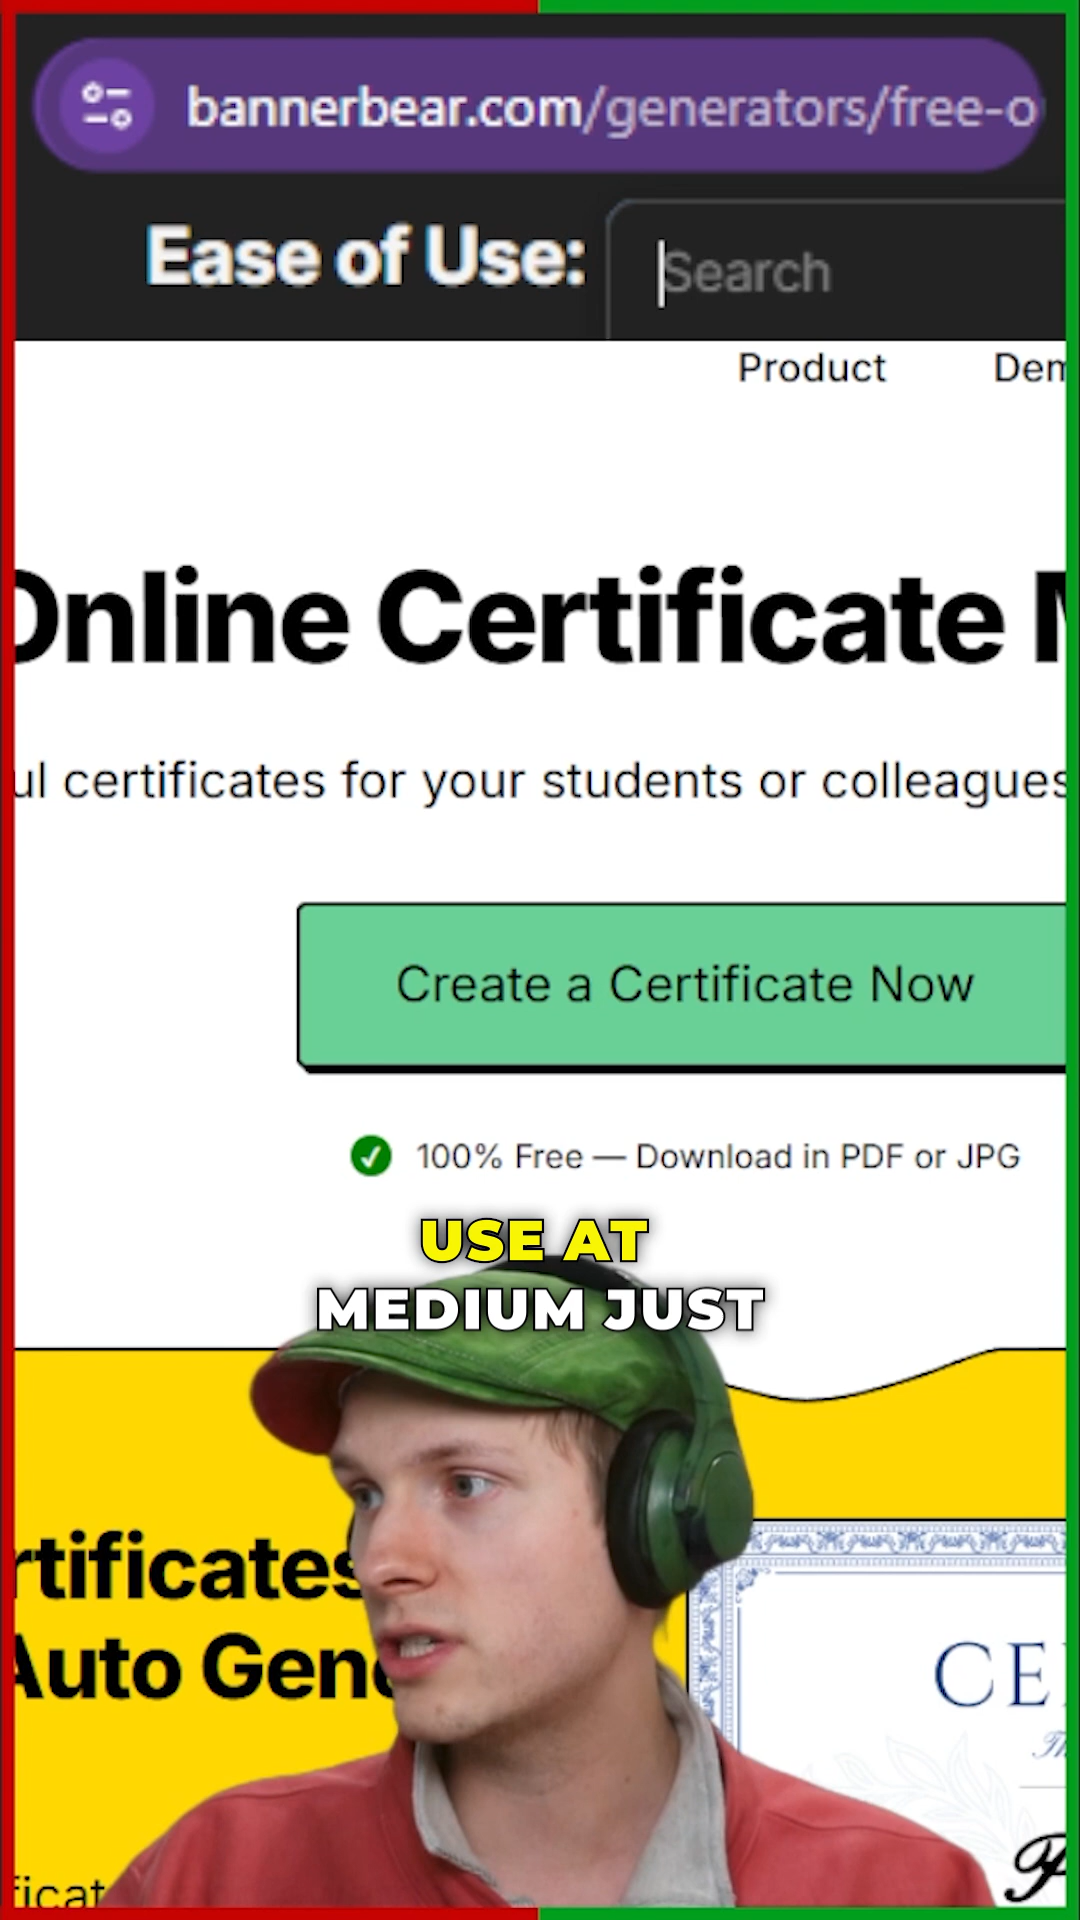 bannerbear.com/generators/free-o
Ease of Use:
Search
Product
Online Certificate
ul certificates for your students or colleagues
Create a Certificate Now
100% Free — Download in PDF or JPG
USE AT
MEDIUM JUST
rtificates
Auto Gen
CE
ficat